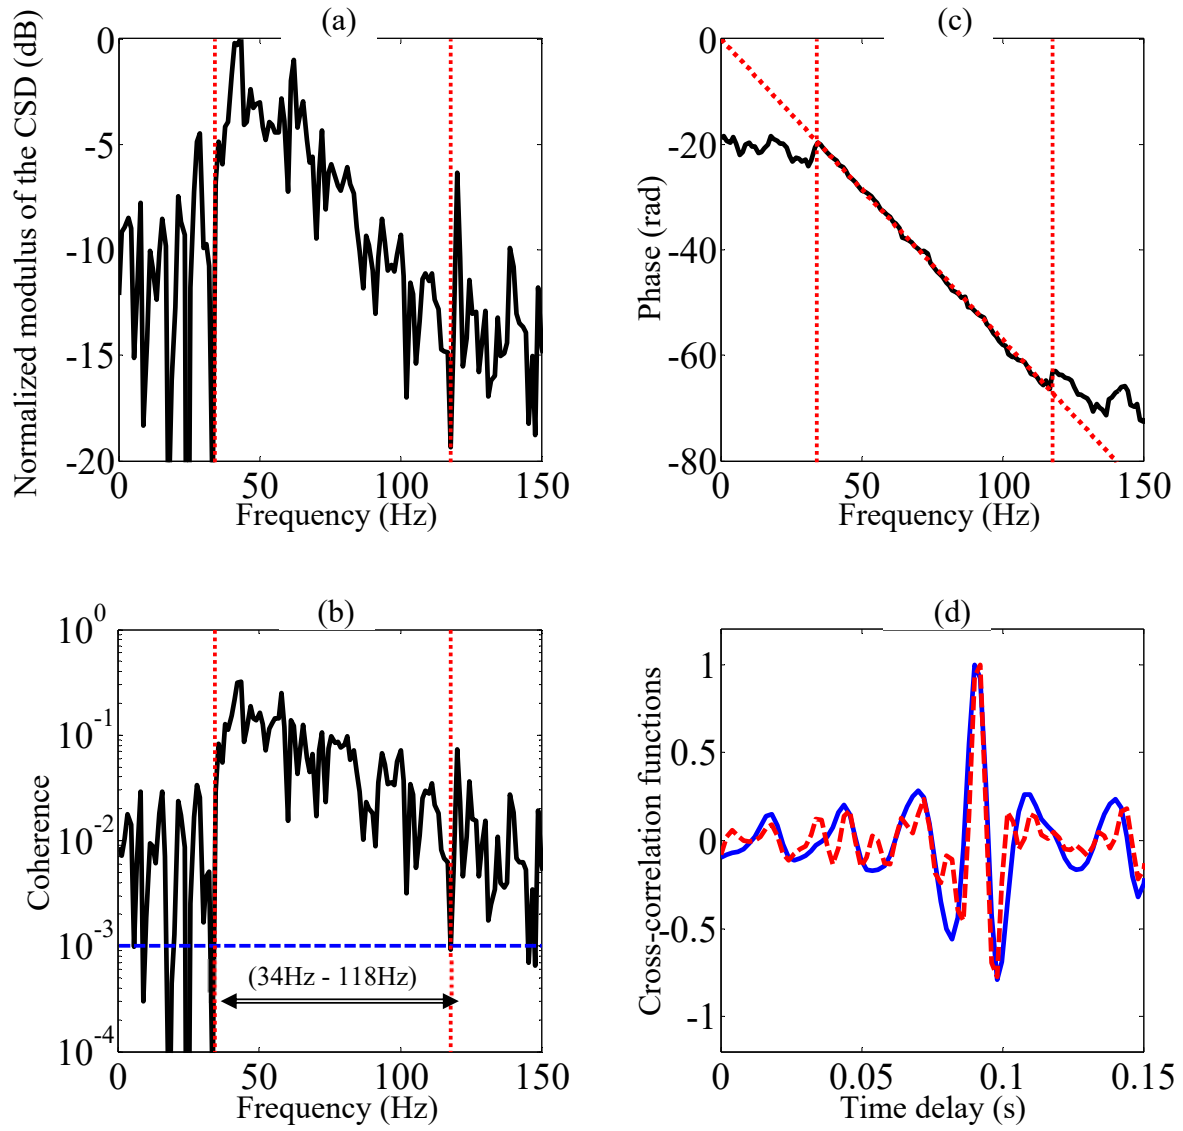 (a)
Normalized modulus of the CSD (dB)
0
-5
-10
-15
-20
0 50 100 150
Frequency (Hz)
(c)
Phase (rad)
0
-20
-40
-60
-80
0 50 100 150
Frequency (Hz)
(b)
Coherence
10^0
10^-1
10^-2
10^-3
10^-4
(34Hz - 118Hz)
0 50 100 150
Frequency (Hz)
(d)
Cross-correlation functions
1
0.5
0
-0.5
-1
0 0.05 0.1 0.15
Time delay (s)